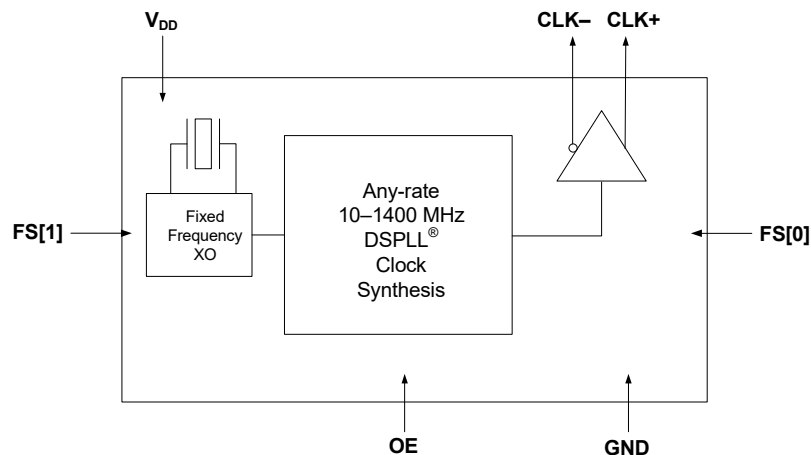 V_DD
CLK–
CLK+
Fixed
Frequency
XO
Any-rate
10–1400 MHz
DSPLL®
Clock
Synthesis
FS[1]
FS[0]
OE
GND